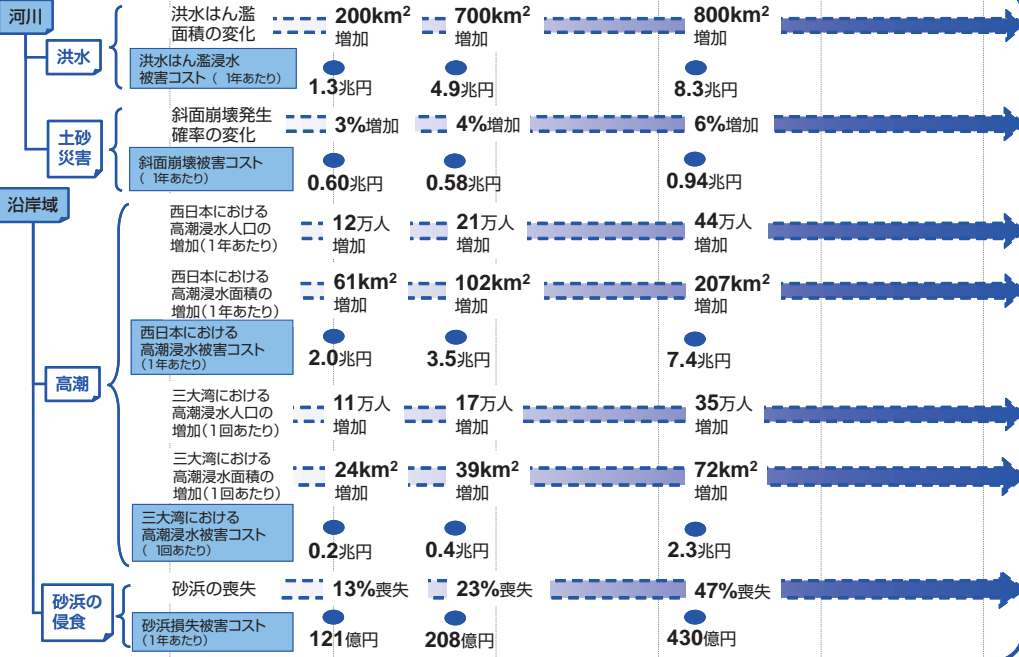 河川
洪水
洪水はん濫
面積の変化
200km²
増加
700km²
増加
800km²
増加
洪水はん濫浸水
被害コスト( 1年あたり)
1.3兆円
4.9兆円
8.3兆円
土砂
災害
斜面崩壊発生
確率の変化
3%増加
4%増加
6%増加
斜面崩壊被害コスト
( 1年あたり)
0.60兆円
0.58兆円
0.94兆円
沿岸域
高潮
西日本における
高潮浸水人口の
増加(1年あたり)
12万人
増加
21万人
増加
44万人
増加
西日本における
高潮浸水面積の
増加(1年あたり)
61km²
増加
102km²
増加
207km²
増加
西日本における
高潮浸水被害コスト
(1年あたり)
2.0兆円
3.5兆円
7.4兆円
三大湾における
高潮浸水人口の
増加(1回あたり)
11万人
増加
17万人
増加
35万人
増加
三大湾における
高潮浸水面積の
増加(1回あたり)
24km²
増加
39km²
増加
72km²
増加
三大湾における
高潮浸水被害コスト
( 1回あたり)
0.2兆円
0.4兆円
2.3兆円
砂浜の
侵食
砂浜の喪失
13%喪失
23%喪失
47%喪失
砂浜損失被害コスト
(1年あたり)
121億円
208億円
430億円